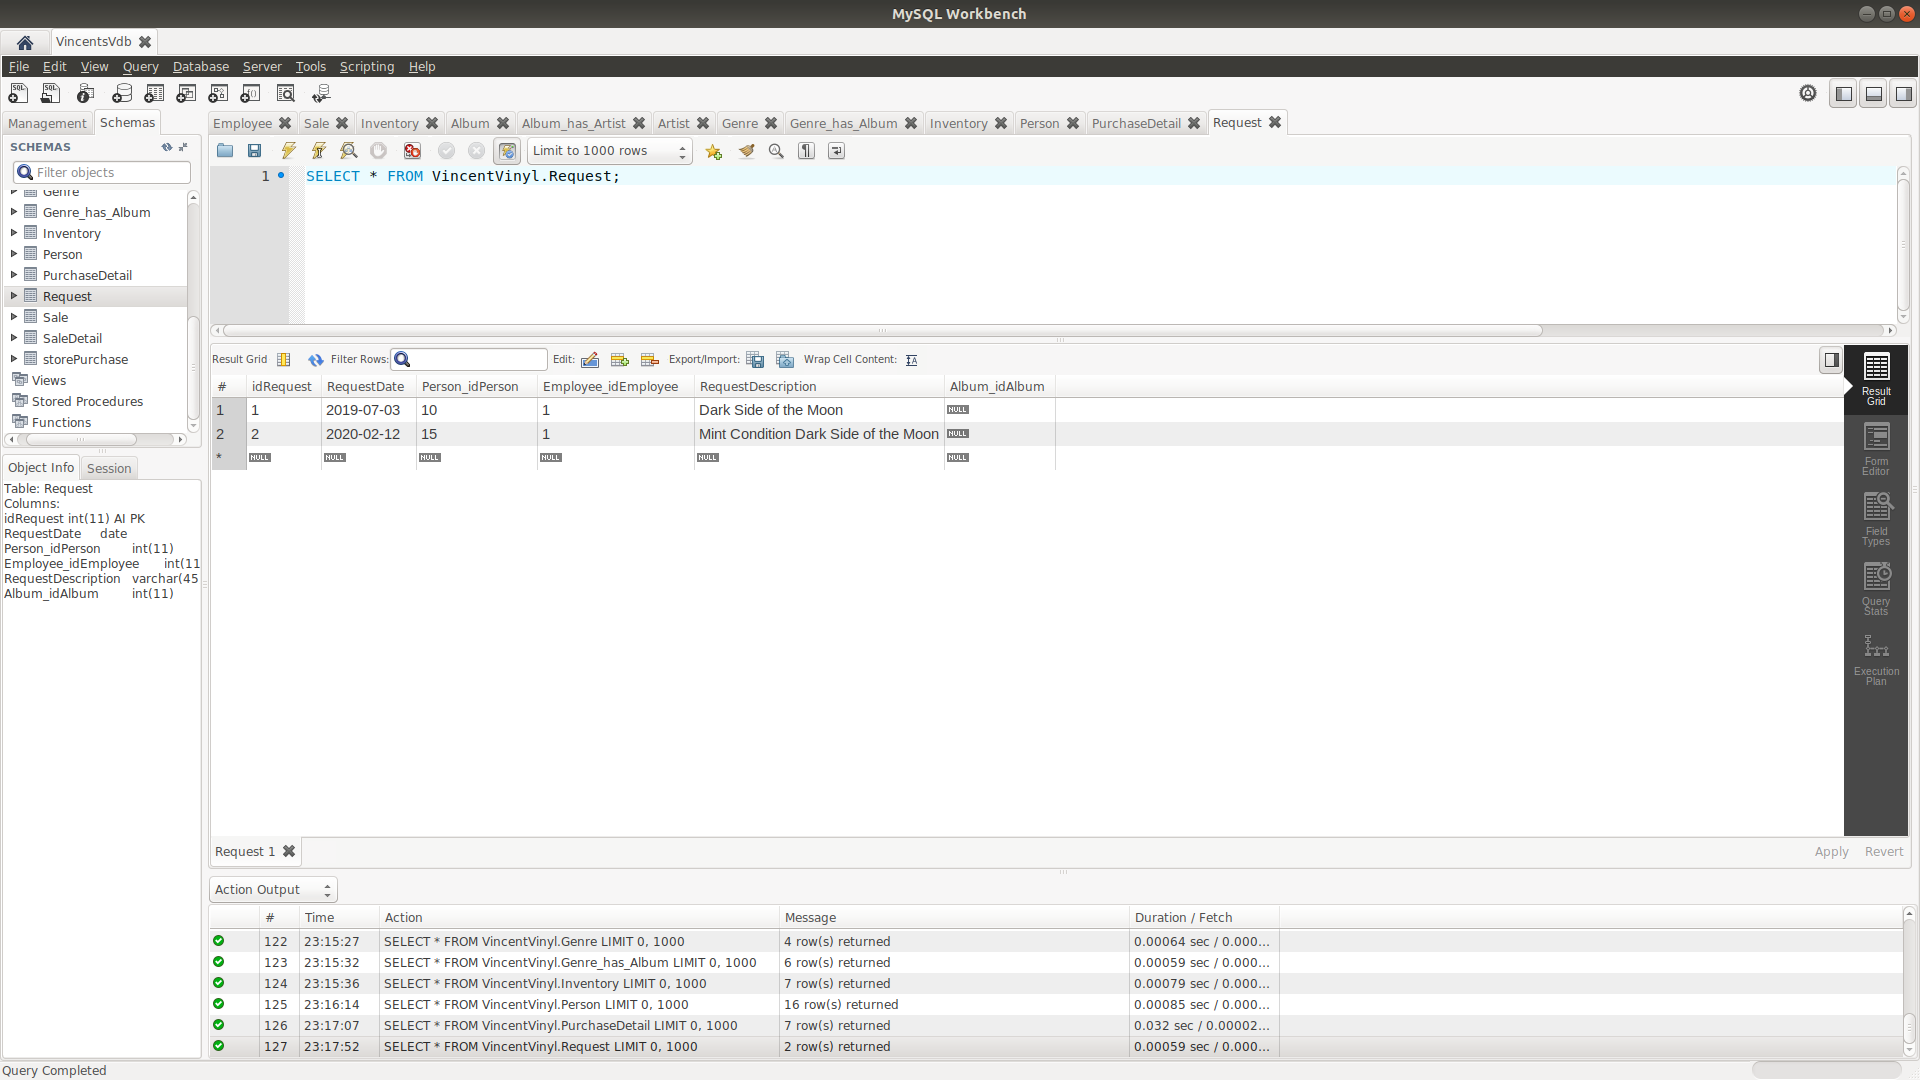 MySQL Workbench
VincentsVdb
File Edit View Query Database Server Tools Scripting Help
Management Schemas
Employee Sale Inventory Album Album_has_Artist Artist Genre Genre_has_Album Inventory Person PurchaseDetail Request
SCHEMAS
Filter objects
Genre
Genre_has_Album
Inventory
Person
PurchaseDetail
Request
Sale
SaleDetail
storePurchase
Views
Stored Procedures
Functions
Limit to 1000 rows
1 SELECT * FROM VincentVinyl.Request;
Result Grid Filter Rows: Edit: Export/Import: Wrap Cell Content:
# idRequest RequestDate Person_idPerson Employee_idEmployee RequestDescription Album_idAlbum
1 1 2019-07-03 10 1 Dark Side of the Moon NULL
2 2 2020-02-12 15 1 Mint Condition Dark Side of the Moon NULL
* NULL NULL NULL NULL NULL NULL
Result
Grid
Form
Editor
Field
Types
Query
Stats
Execution
Plan
Object Info Session
Table: Request
Columns:
idRequest int(11) AI PK
RequestDate date
Person_idPerson int(11)
Employee_idEmployee int(11
RequestDescription varchar(45
Album_idAlbum int(11)
Request 1
Apply Revert
Action Output
# Time Action Message Duration / Fetch
122 23:15:27 SELECT * FROM VincentVinyl.Genre LIMIT 0, 1000 4 row(s) returned 0.00064 sec / 0.000...
123 23:15:32 SELECT * FROM VincentVinyl.Genre_has_Album LIMIT 0, 1000 6 row(s) returned 0.00059 sec / 0.000...
124 23:15:36 SELECT * FROM VincentVinyl.Inventory LIMIT 0, 1000 7 row(s) returned 0.00079 sec / 0.000...
125 23:16:14 SELECT * FROM VincentVinyl.Person LIMIT 0, 1000 16 row(s) returned 0.00085 sec / 0.000...
126 23:17:07 SELECT * FROM VincentVinyl.PurchaseDetail LIMIT 0, 1000 7 row(s) returned 0.032 sec / 0.00002...
127 23:17:52 SELECT * FROM VincentVinyl.Request LIMIT 0, 1000 2 row(s) returned 0.00059 sec / 0.000...
Query Completed